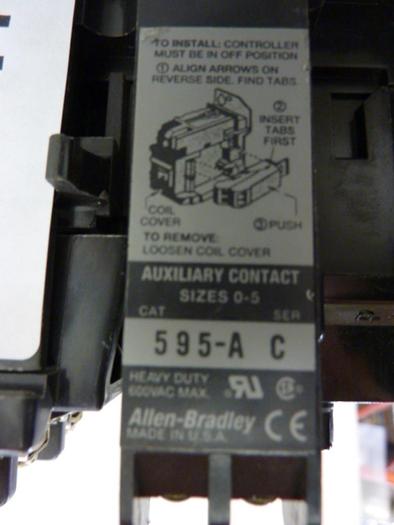 TO INSTALL: CONTROLLER
MUST BE IN OFF POSITION
① ALIGN ARROWS ON
REVERSE SIDE. FIND TABS.
②
INSERT
TABS
FIRST
COIL
COVER
③ PUSH
TO REMOVE:
LOOSEN COIL COVER
AUXILIARY CONTACT
SIZES 0-5
CAT SER
595-A C
HEAVY DUTY
600VAC MAX.
Allen-Bradley
MADE IN U.S.A.
CE